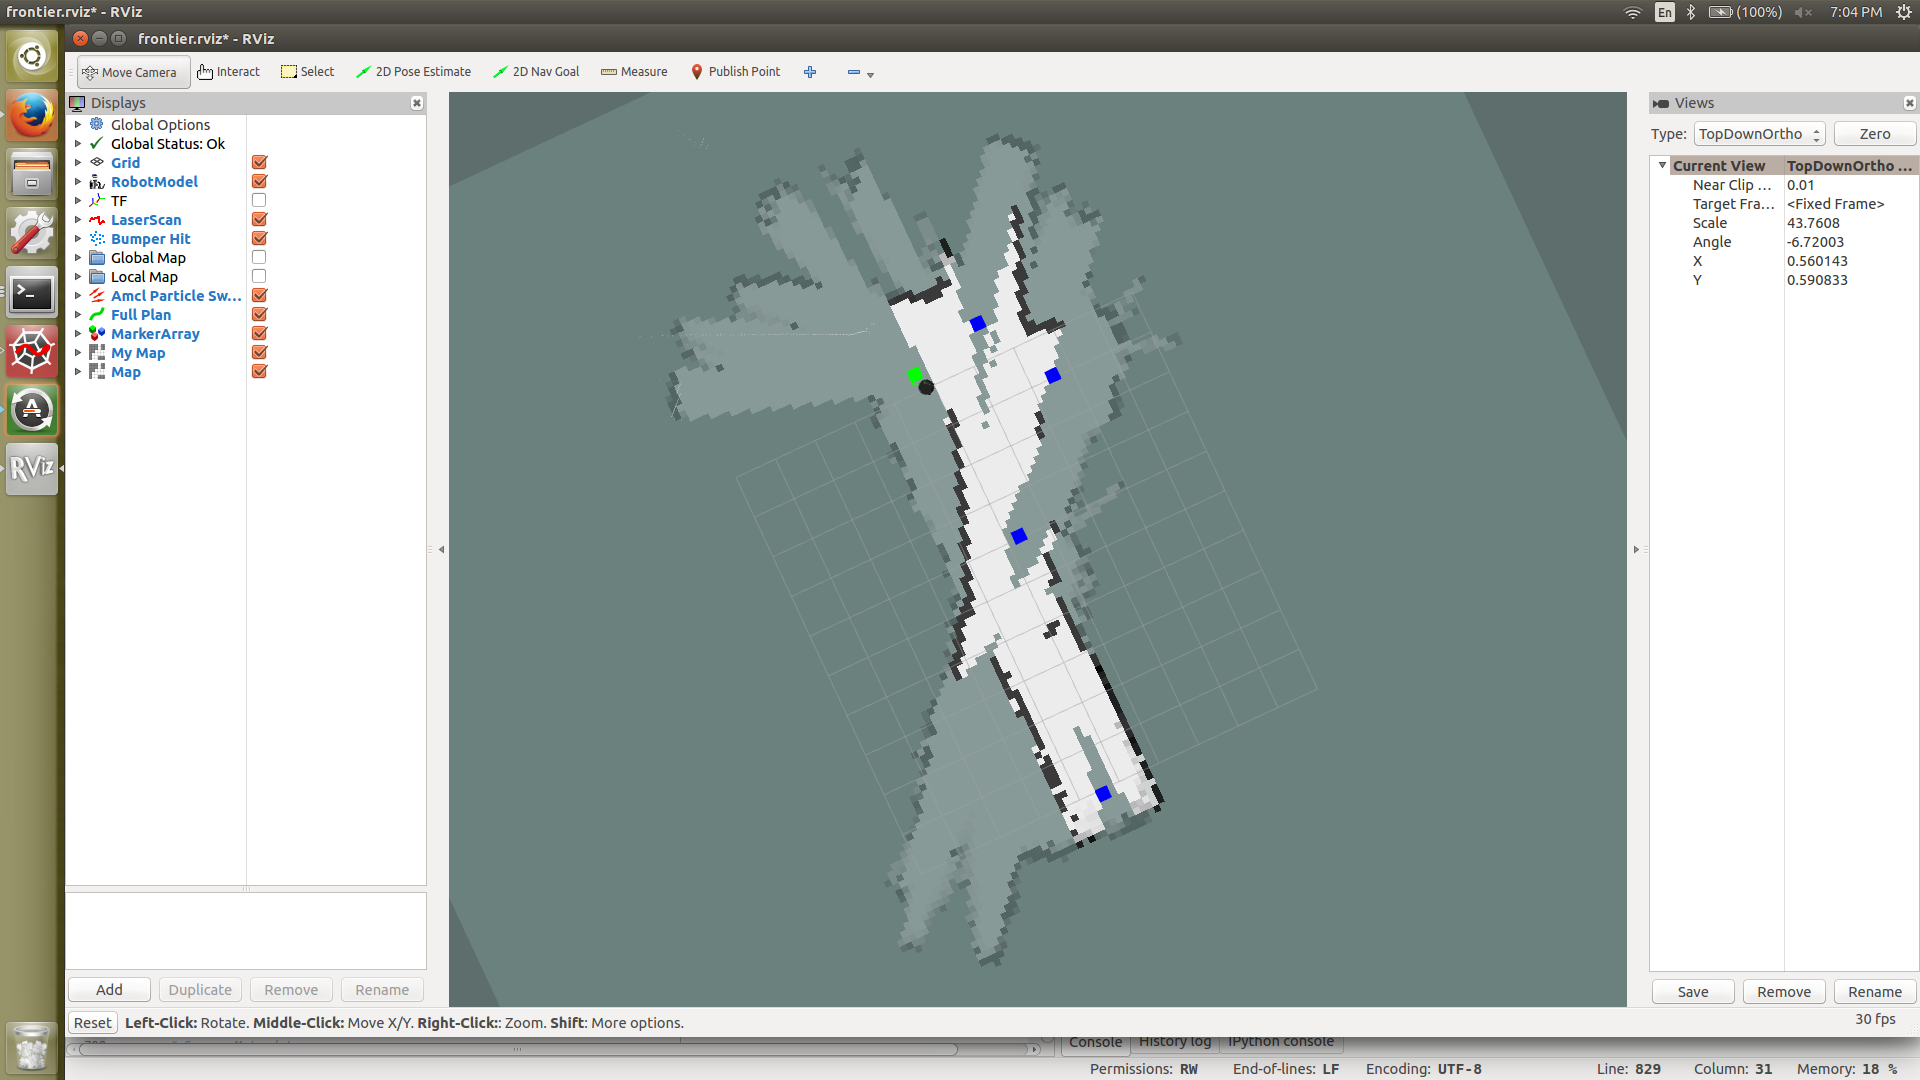 frontier.rviz* - RViz
En
(100%)
7:04 PM
frontier.rviz* - RViz
Move Camera
Interact
Select
2D Pose Estimate
2D Nav Goal
Measure
Publish Point
Displays
Global Options
Global Status: Ok
Grid
RobotModel
TF
LaserScan
Bumper Hit
Global Map
Local Map
Amcl Particle Sw...
Full Plan
MarkerArray
My Map
Map
Add
Duplicate
Remove
Rename
Views
Type:
TopDownOrtho
Zero
Current View
TopDownOrtho ...
Near Clip ...
0.01
Target Fra...
<Fixed Frame>
Scale
43.7608
Angle
-6.72003
X
0.560143
Y
0.590833
Save
Remove
Rename
RViz
Reset
Left-Click: Rotate. Middle-Click: Move X/Y. Right-Click:: Zoom. Shift: More options.
30 fps
Console
History log
IPython console
Permissions: RW
End-of-lines: LF
Encoding: UTF-8
Line: 829
Column: 31
Memory: 18 %